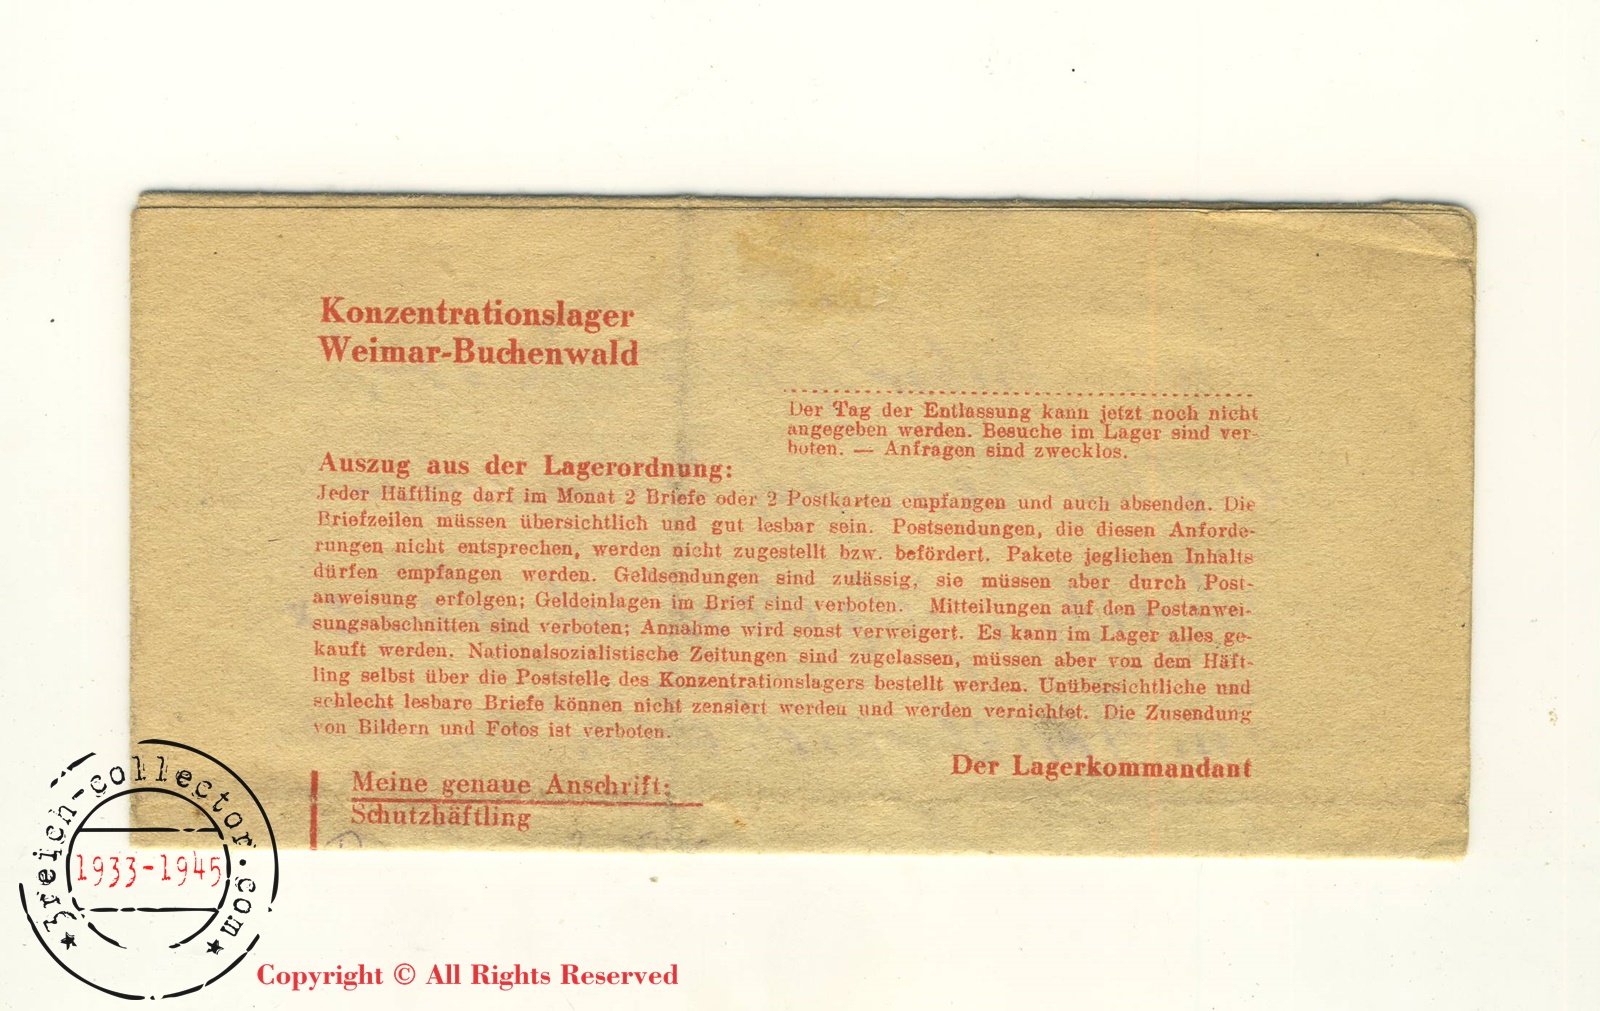 Konzentrationslager
Weimar-Buchenwald
Der Tag der Entlassung kann jetzt noch nicht
angegeben werden. Besuche im Lager sind ver-
boten. — Anfragen sind zwecklos.
Auszug aus der Lagerordnung:
Jeder Häftling darf im Monat 2 Briefe oder 2 Postkarten empfangen und auch absenden. Die
Briefzeilen müssen übersichtlich und gut lesbar sein. Postsendungen, die diesen Anforde-
rungen nicht entsprechen, werden nicht zugestellt bzw. befördert. Pakete jeglichen Inhalts
dürfen empfangen werden. Geldsendungen sind zulässig, sie müssen aber durch Post-
anweisung erfolgen; Geldeinlagen im Brief sind verboten. Mitteilungen auf den Postanwei-
sungsabschnitten sind verboten; Annahme wird sonst verweigert. Es kann im Lager alles ge-
kauft werden. Nationalsozialistische Zeitungen sind zugelassen, müssen aber von dem Häft-
ling selbst über die Poststelle des Konzentrationslagers bestellt werden. Unübersichtliche und
schlecht lesbare Briefe können nicht zensiert werden und werden vernichtet. Die Zusendung
von Bildern und Fotos ist verboten.
Der Lagerkommandant
Meine genaue Anschrift:
Schutzhäftling
3reich-collector.com
1933-1945
Copyright © All Rights Reserved